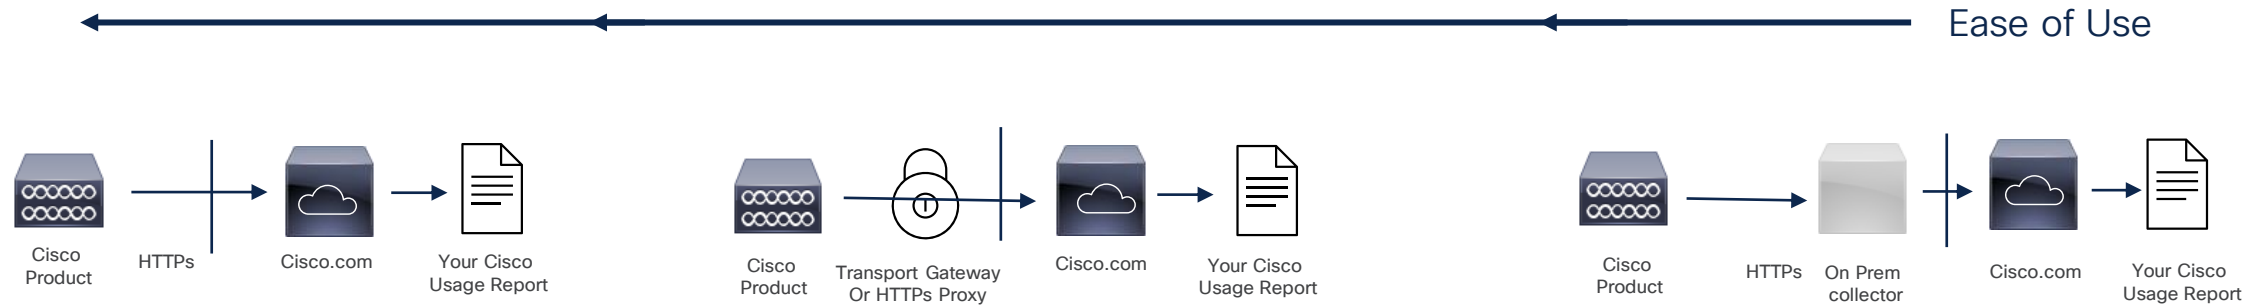 Ease of Use
Cisco
Product
HTTPs
Cisco.com
Your Cisco
Usage Report
Cisco
Product
Transport Gateway
Or HTTPs Proxy
Cisco.com
Your Cisco
Usage Report
Cisco
Product
HTTPs
On Prem
collector
Cisco.com
Your Cisco
Usage Report